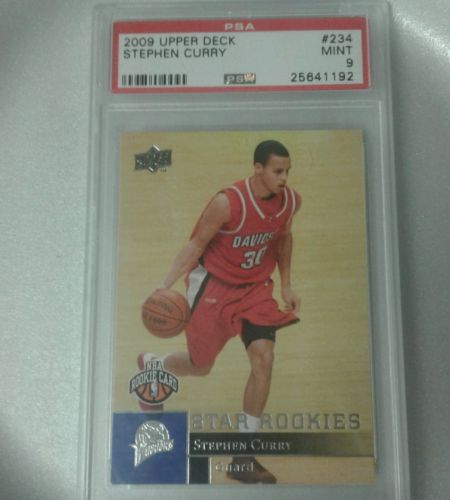 PSA
2009 UPPER DECK #234
STEPHEN CURRY MINT
9
PSA 25641192
DAVIDS
30
NBA
ROOKIE CARD
STAR ROOKIES
STEPHEN CURRY
Guard